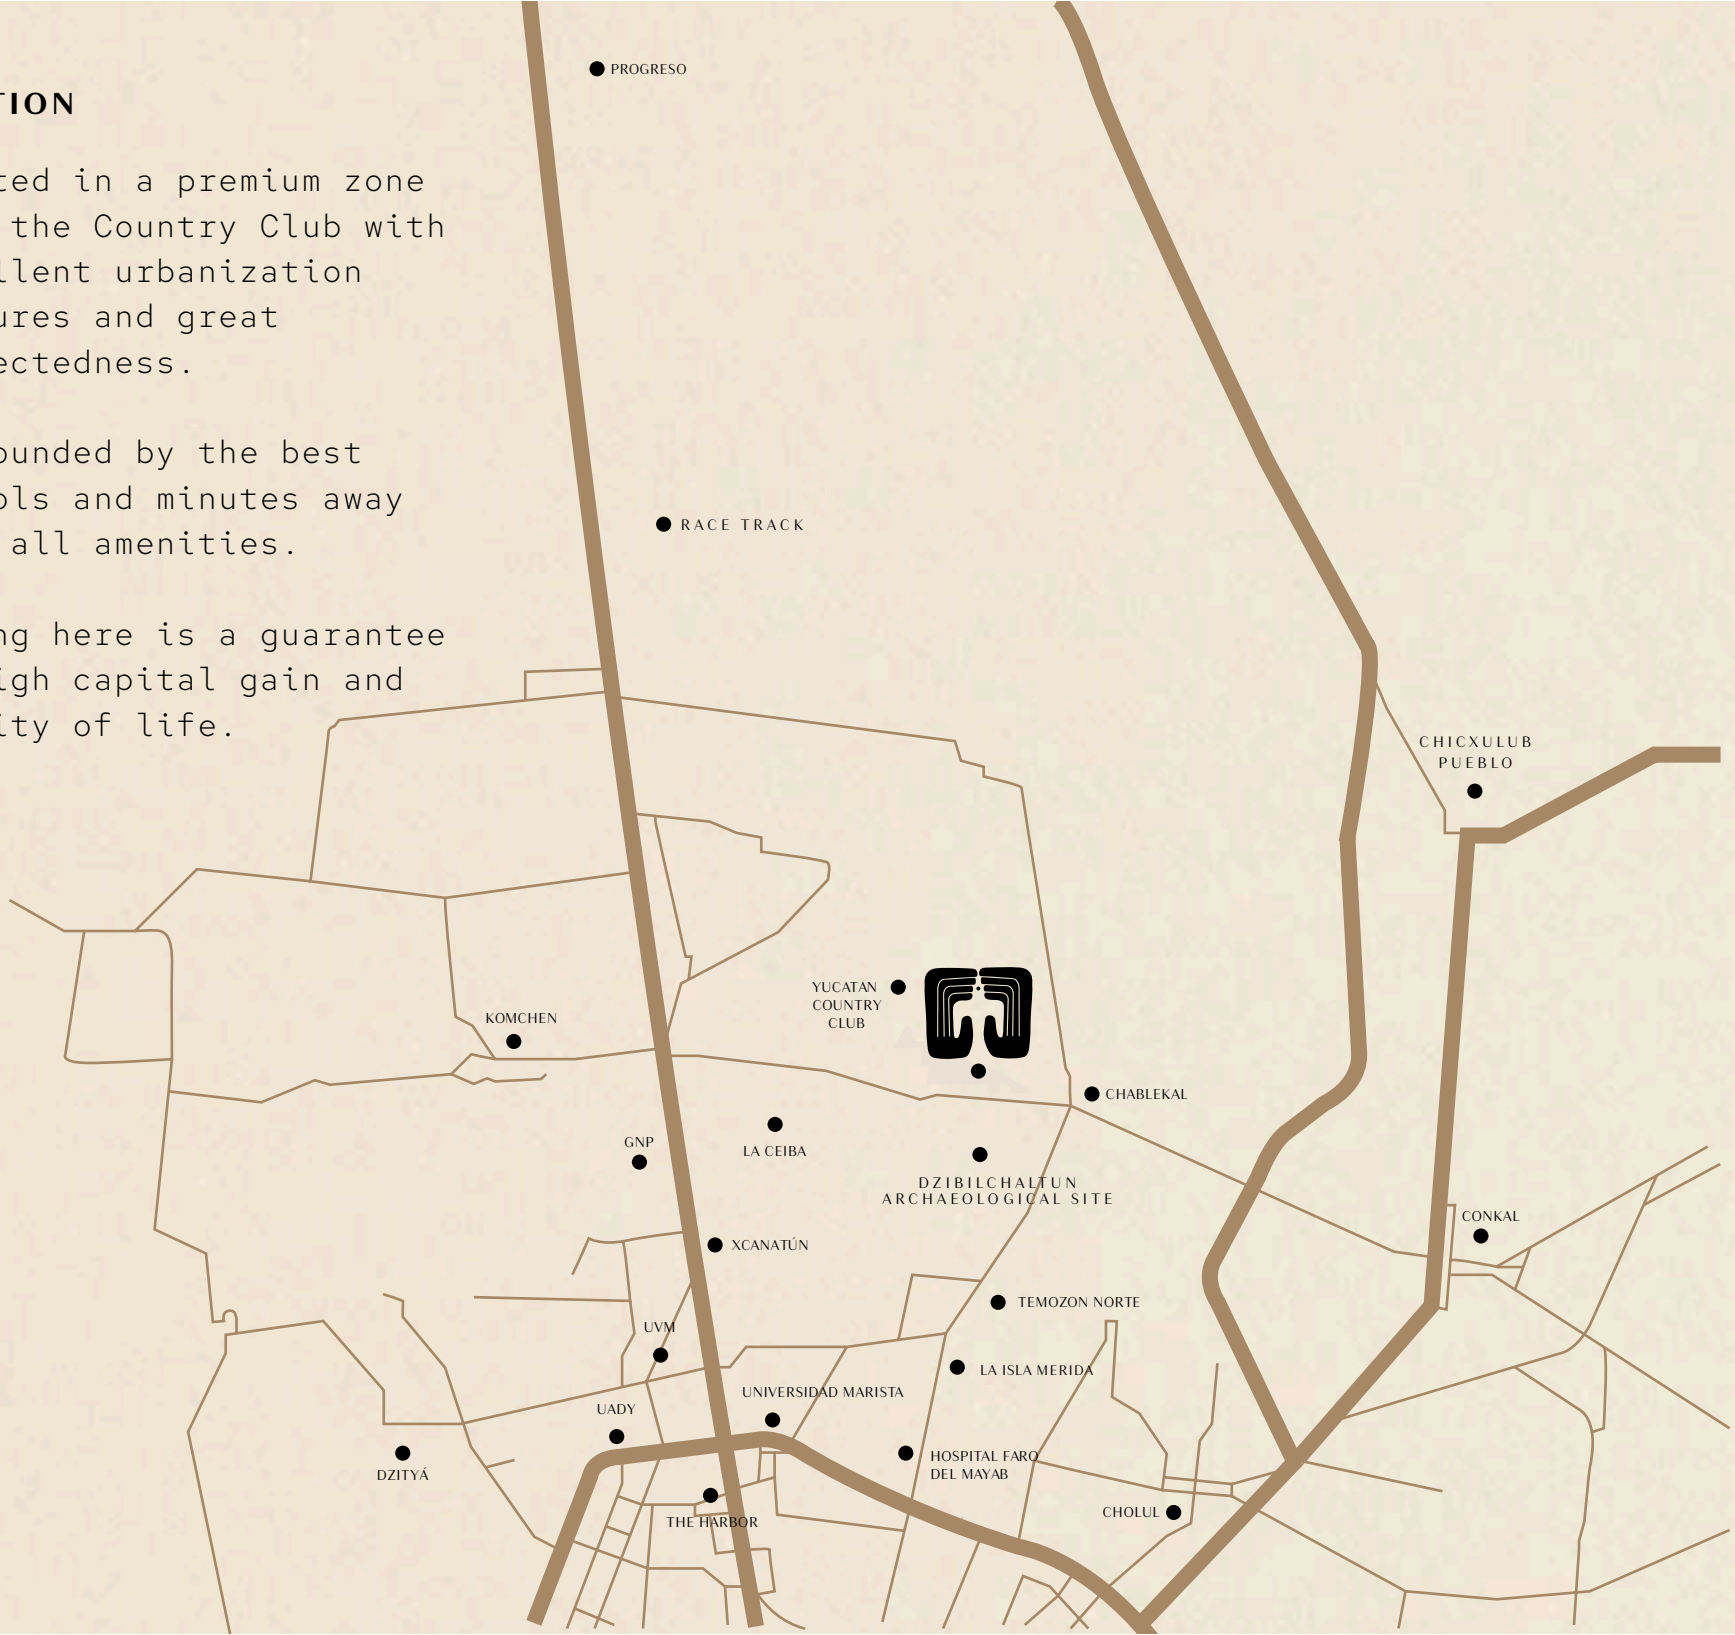 TION
ted in a premium zone
the Country Club with
llent urbanization
ures and great
ectedness.
ounded by the best
ols and minutes away
all amenities.
ng here is a guarantee
igh capital gain and
ity of life.
PROGRESO
RACE TRACK
CHICXULUB
PUEBLO
YUCATAN
COUNTRY
CLUB
KOMCHEN
CHABLEKAL
GNP
LA CEIBA
DZIBILCHALTUN
ARCHAEOLOGICAL SITE
CONKAL
XCANATÚN
TEMOZON NORTE
UVM
LA ISLA MERIDA
UNIVERSIDAD MARISTA
UADY
HOSPITAL FARO
DEL MAYAB
DZITYÁ
CHOLUL
THE HARBOR